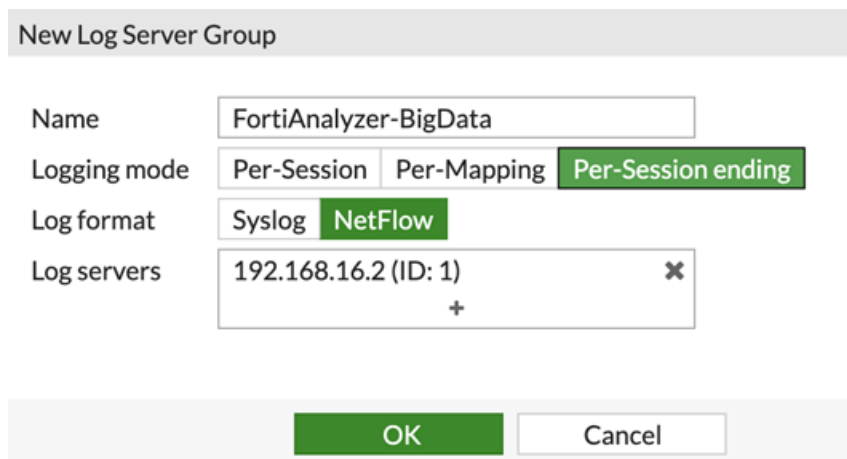 New Log Server Group
Name FortiAnalyzer-BigData
Logging mode Per-Session Per-Mapping Per-Session ending
Log format Syslog NetFlow
Log servers 192.168.16.2 (ID: 1) ✖
+
OK Cancel